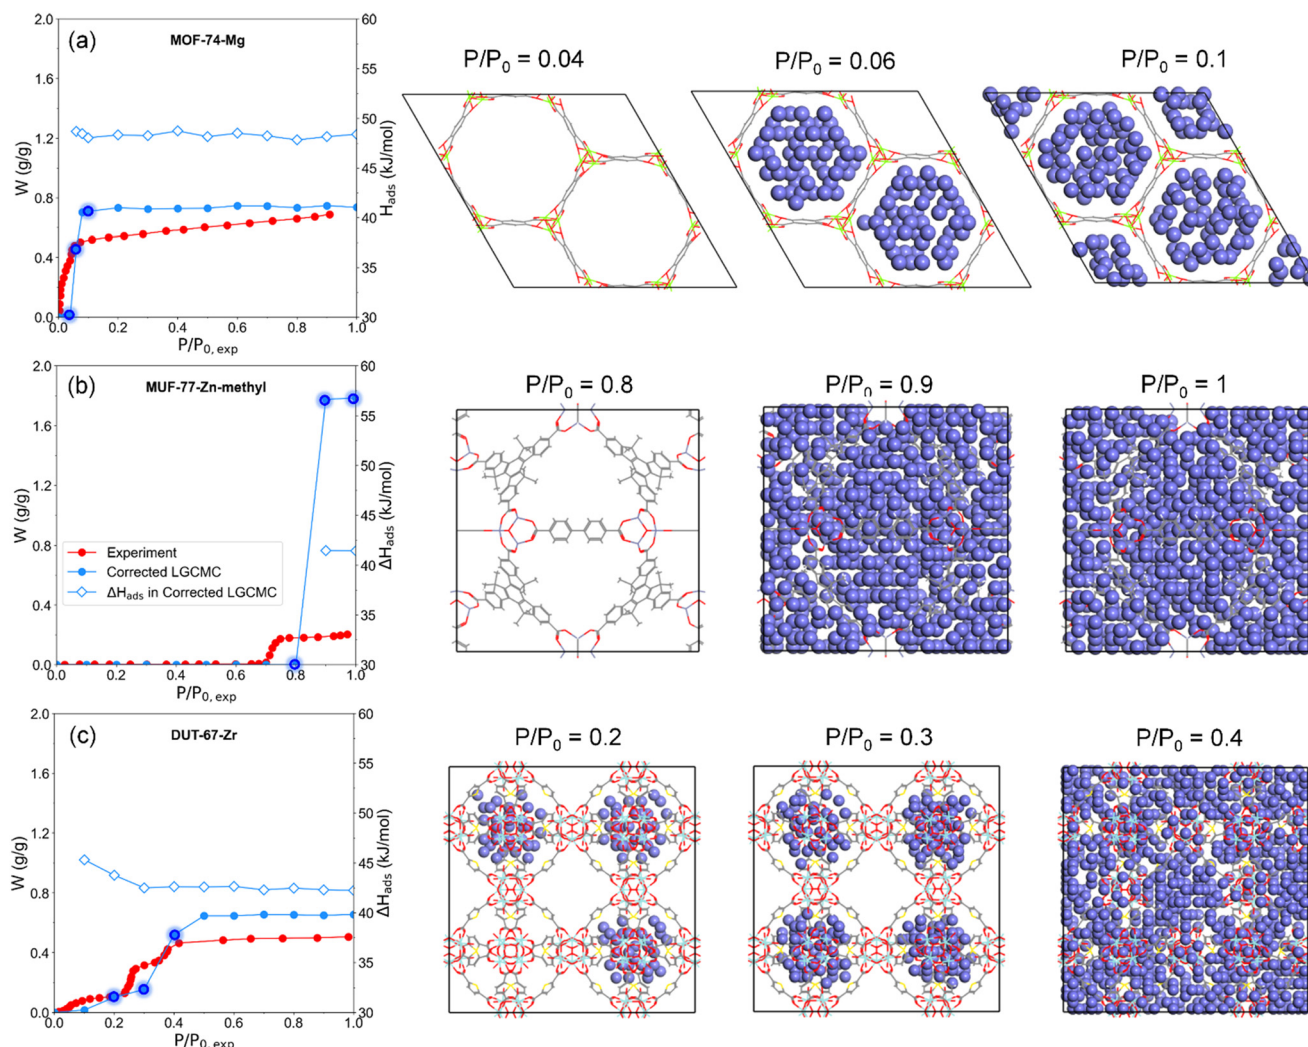 (a)
MOF-74-Mg
2.0
1.6
1.2
0.8
0.4
0.0
W (g/g)
60
55
50
45
40
35
30
H_ads (kJ/mol)
0.0 0.2 0.4 0.6 0.8 1.0
P/P_0, exp
P/P_0 = 0.04
P/P_0 = 0.06
P/P_0 = 0.1
(b)
MUF-77-Zn-methyl
2.0
1.6
1.2
0.8
0.4
0.0
W (g/g)
60
55
50
45
40
35
30
ΔH_ads (kJ/mol)
Experiment
Corrected LGCMC
ΔH_ads in Corrected LGCMC
0.0 0.2 0.4 0.6 0.8 1.0
P/P_0, exp
P/P_0 = 0.8
P/P_0 = 0.9
P/P_0 = 1
(c)
DUT-67-Zr
2.0
1.6
1.2
0.8
0.4
0.0
W (g/g)
60
55
50
45
40
35
30
ΔH_ads (kJ/mol)
0.0 0.2 0.4 0.6 0.8 1.0
P/P_0, exp
P/P_0 = 0.2
P/P_0 = 0.3
P/P_0 = 0.4